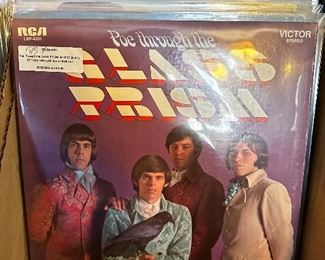 RCA
LSP-4201
VICTOR
STEREO
Poe through the
GLASS
PRISM